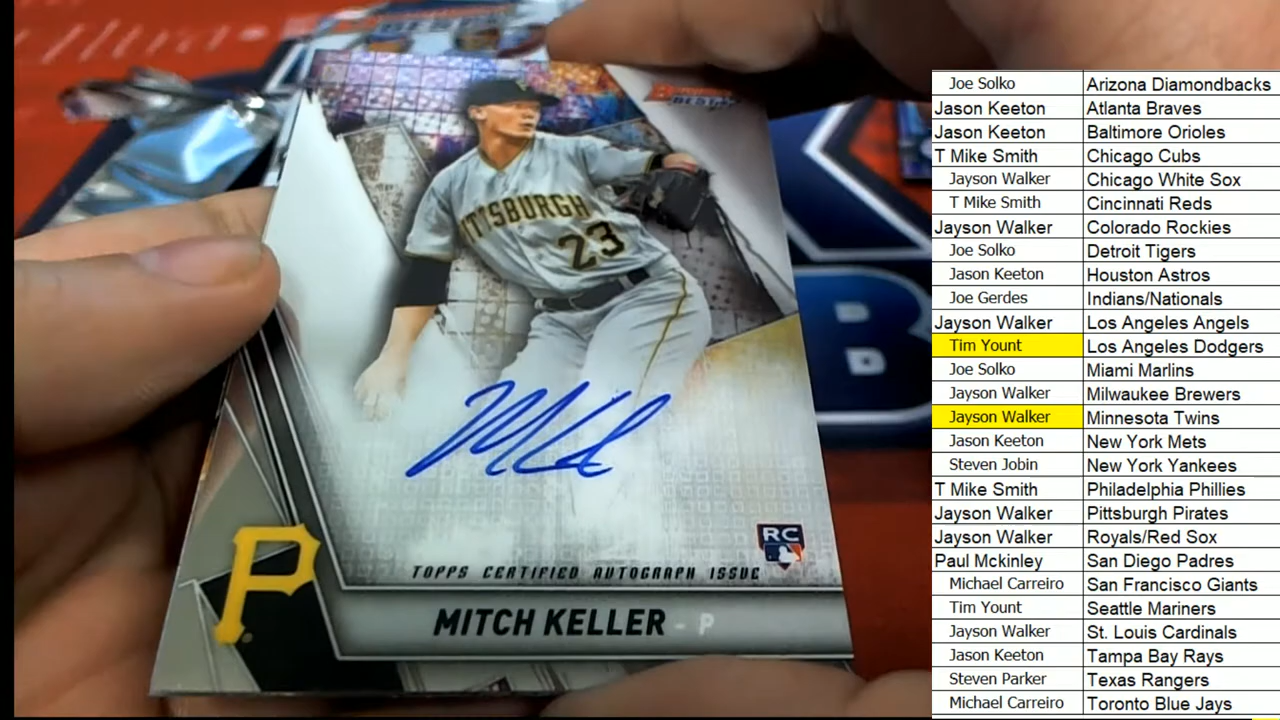 BEST
PITTSBURGH
23
RC
TOPPS CERTIFIED AUTOGRAPH ISSUE
MITCH KELLER - P
P
B
Joe Solko Arizona Diamondbacks
Jason Keeton Atlanta Braves
Jason Keeton Baltimore Orioles
T Mike Smith Chicago Cubs
Jayson Walker Chicago White Sox
T Mike Smith Cincinnati Reds
Jayson Walker Colorado Rockies
Joe Solko Detroit Tigers
Jason Keeton Houston Astros
Joe Gerdes Indians/Nationals
Jayson Walker Los Angeles Angels
Tim Yount Los Angeles Dodgers
Joe Solko Miami Marlins
Jayson Walker Milwaukee Brewers
Jayson Walker Minnesota Twins
Jason Keeton New York Mets
Steven Jobin New York Yankees
T Mike Smith Philadelphia Phillies
Jayson Walker Pittsburgh Pirates
Jayson Walker Royals/Red Sox
Paul Mckinley San Diego Padres
Michael Carreiro San Francisco Giants
Tim Yount Seattle Mariners
Jayson Walker St. Louis Cardinals
Jason Keeton Tampa Bay Rays
Steven Parker Texas Rangers
Michael Carreiro Toronto Blue Jays